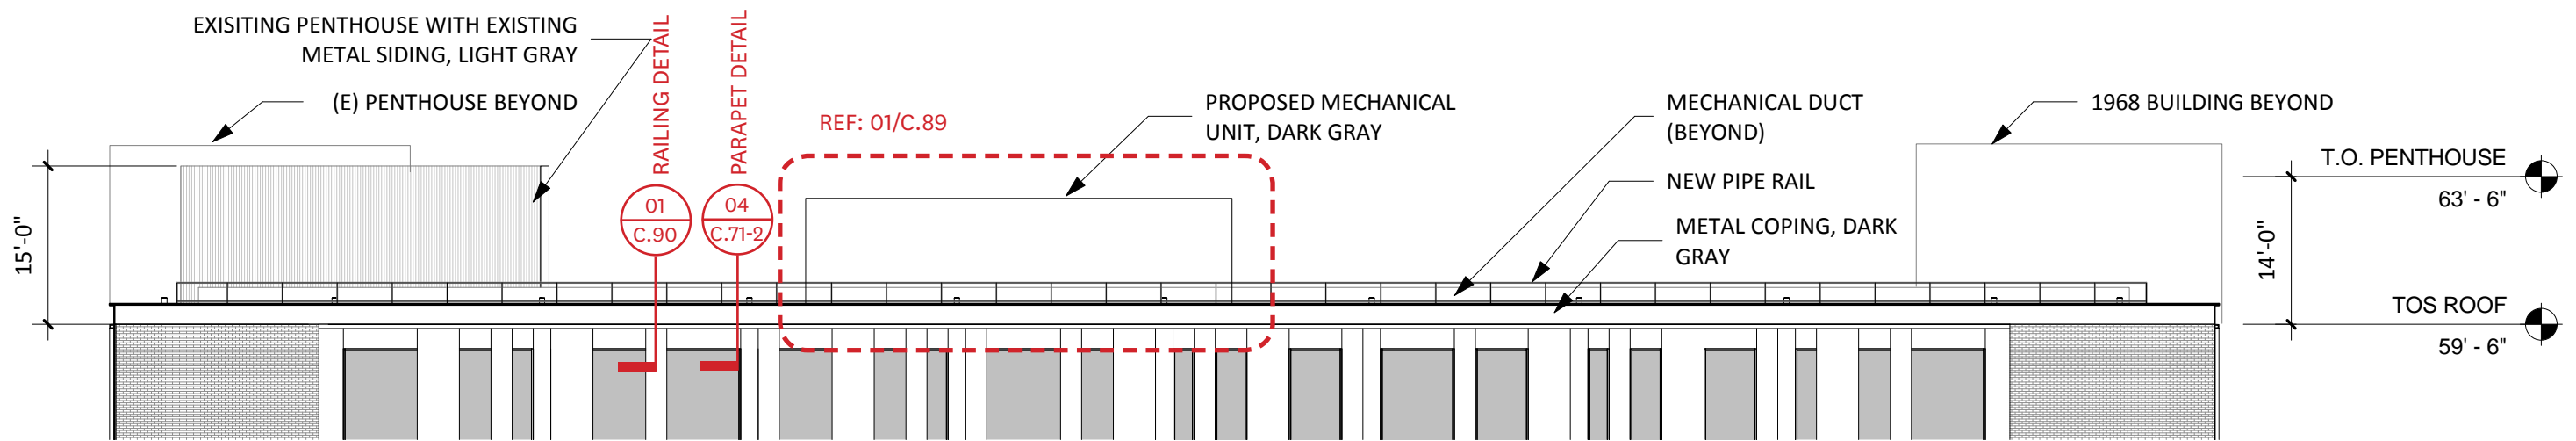 EXISITING PENTHOUSE WITH EXISTING
METAL SIDING, LIGHT GRAY
(E) PENTHOUSE BEYOND
15'-0"
RAILING DETAIL
01
C.90
PARAPET DETAIL
04
C.71-2
REF: 01/C.89
PROPOSED MECHANICAL
UNIT, DARK GRAY
MECHANICAL DUCT
(BEYOND)
NEW PIPE RAIL
METAL COPING, DARK
GRAY
1968 BUILDING BEYOND
14'-0"
T.O. PENTHOUSE
63' - 6"
TOS ROOF
59' - 6"